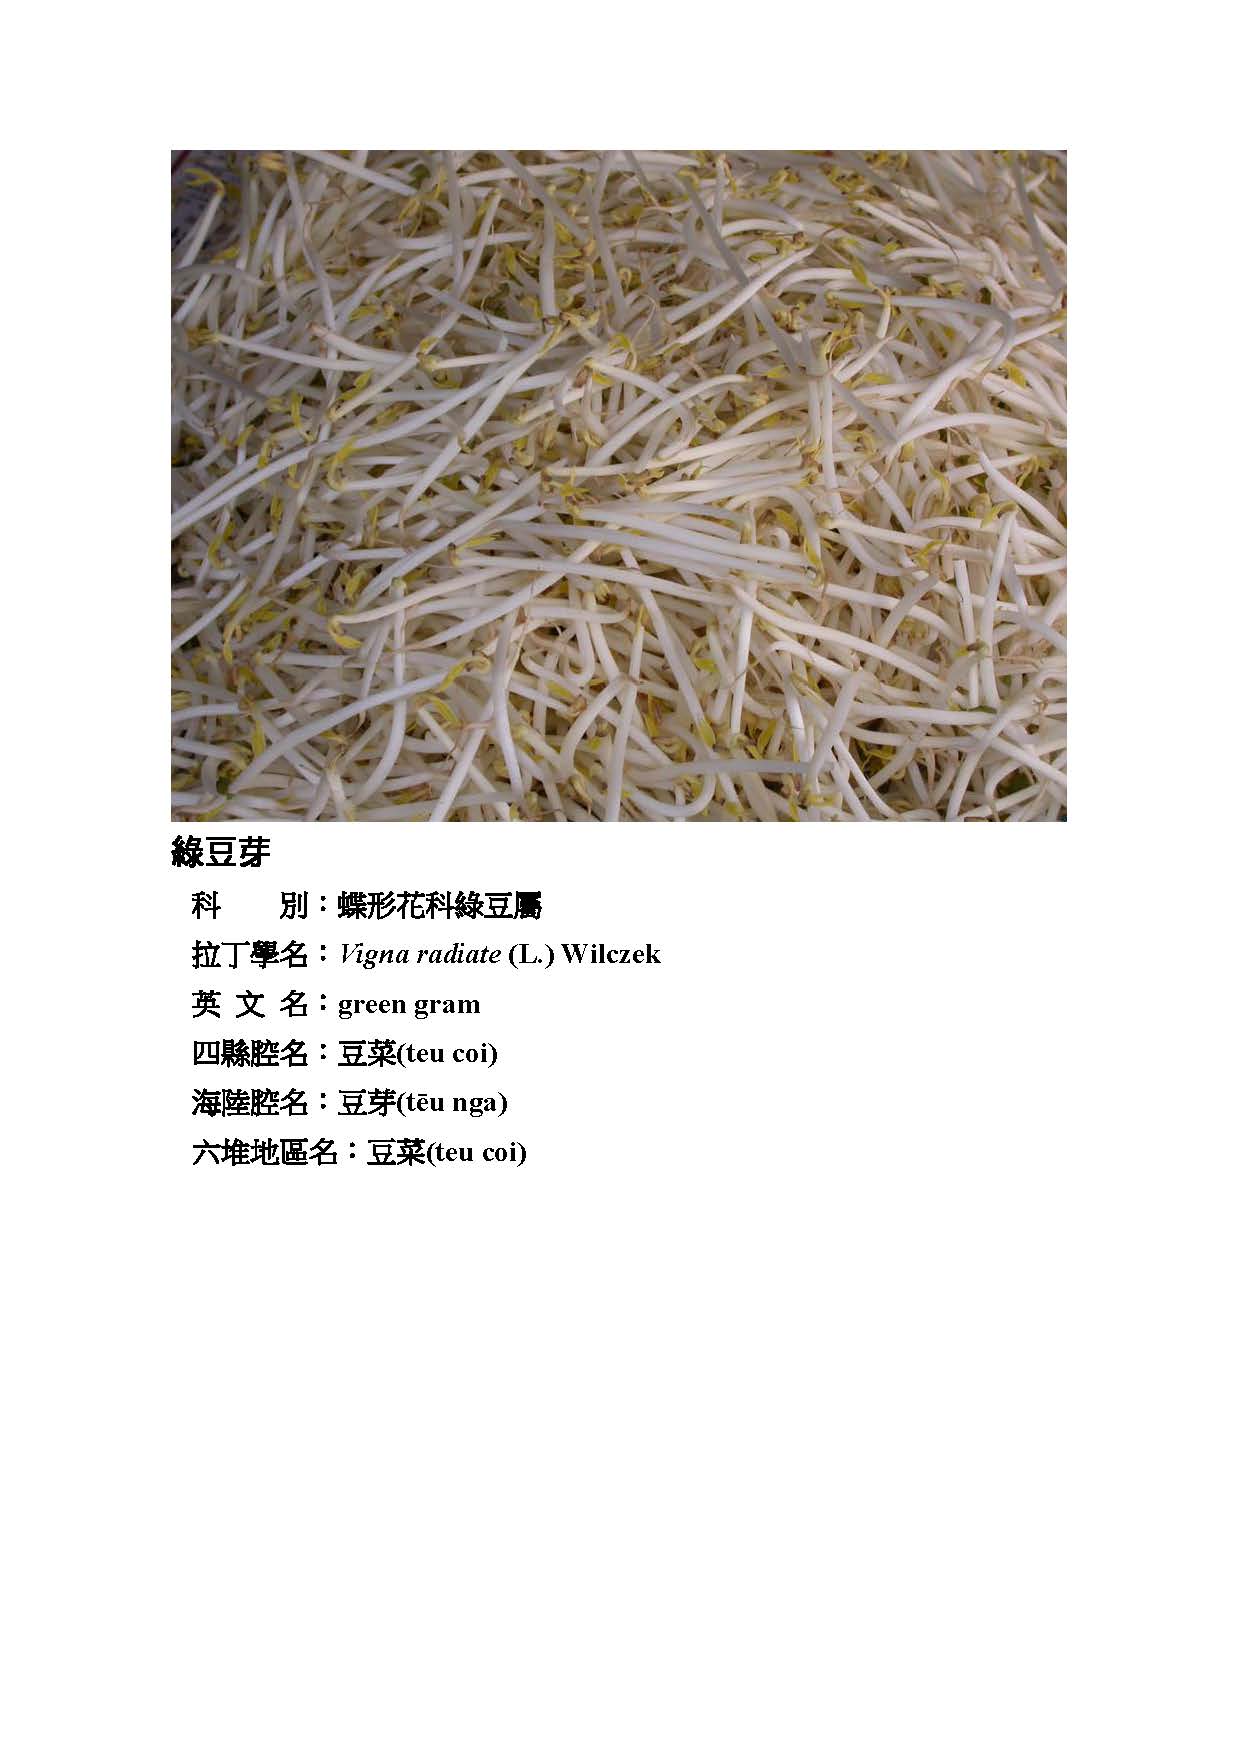 綠豆芽
科　　別：蝶形花科綠豆屬
拉丁學名：Vigna radiate (L.) Wilczek
英 文 名：green gram
四縣腔名：豆菜(teu coi)
海陸腔名：豆芽(tēu nga)
六堆地區名：豆菜(teu coi)